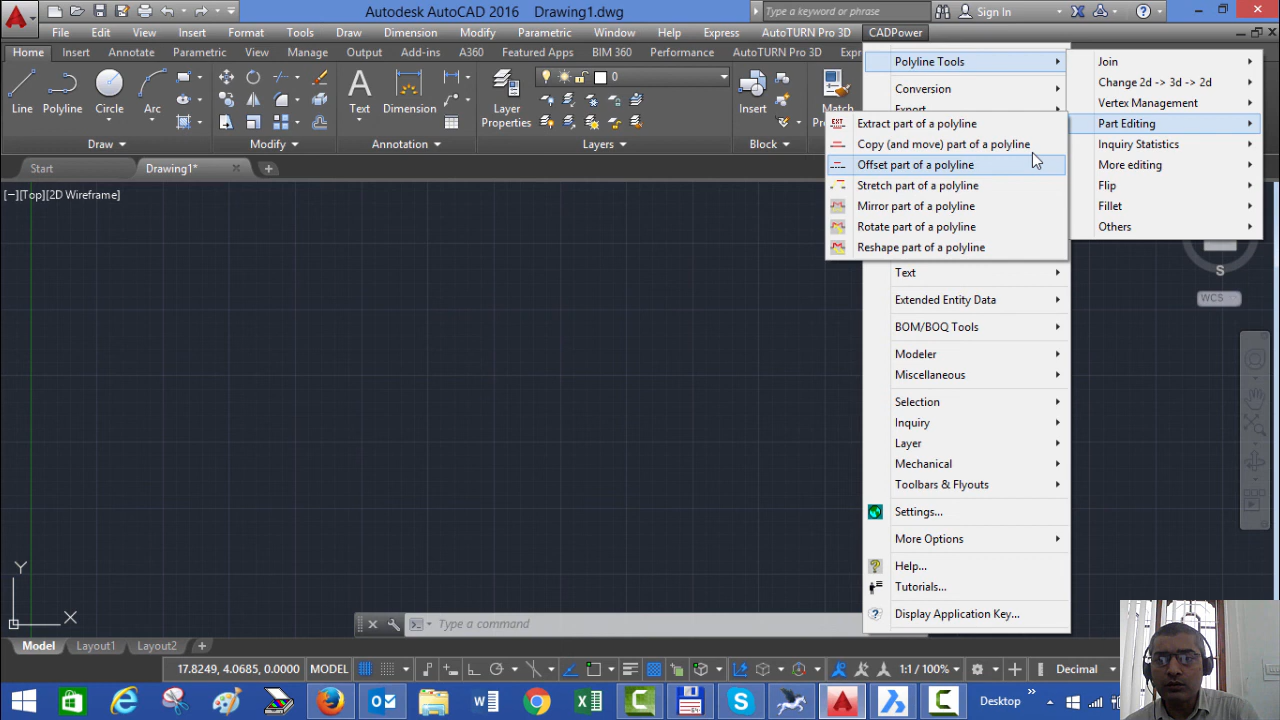 Autodesk AutoCAD 2016 Drawing1.dwg
Type a keyword or phrase
Sign In
File Edit View Insert Format Tools Draw Dimension Modify Parametric Window Help Express AutoTURN Pro 3D CADPower
Home Insert Annotate Parametric View Manage Output Add-ins A360 Featured Apps BIM 360 Performance AutoTURN Pro 3D
Line Polyline Circle Arc
Draw
Modify
Text Dimension
Annotation
Layer
Properties
0
Layers
Insert
Block
Match
Start Drawing1*
[−][Top][2D Wireframe]
Polyline Tools
Conversion
Export
Text
Extended Entity Data
BOM/BOQ Tools
Modeler
Miscellaneous
Selection
Inquiry
Layer
Mechanical
Toolbars & Flyouts
Settings...
More Options
Help...
Tutorials...
Display Application Key...
Join
Change 2d -> 3d -> 2d
Vertex Management
Part Editing
Inquiry Statistics
More editing
Flip
Fillet
Others
EXT
Extract part of a polyline
Copy (and move) part of a polyline
Offset part of a polyline
Stretch part of a polyline
Mirror part of a polyline
Rotate part of a polyline
Reshape part of a polyline
S
WCS
Y
X
Type a command
Model Layout1 Layout2
17.8249, 4.0685, 0.0000 MODEL 1:1 / 100% Decimal
Desktop